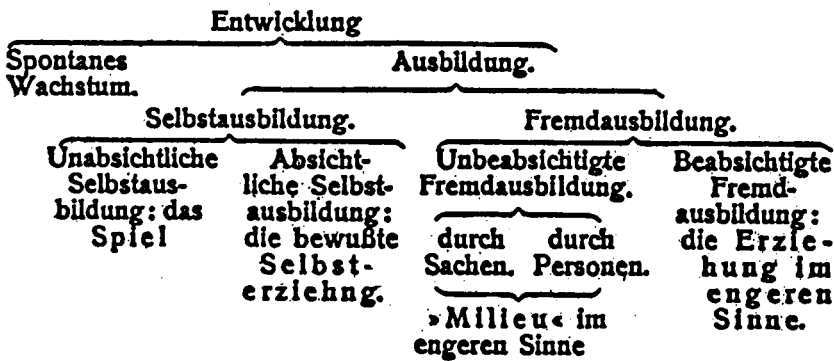 Entwicklung
Spontanes
Wachstum.
Ausbildung.
Selbstausbildung.
Fremdausbildung.
Unabsichtliche
Selbstaus-
bildung: das
Spiel
Absicht-
liche Selbst-
ausbildung:
die bewußte
Selbst-
erziehng.
Unbeabsichtigte
Fremdausbildung.
durch
Sachen.
durch
Personen.
»Milieu« im
engeren Sinne
Beabsichtigte
Fremd-
ausbildung:
die Erzie-
hung im
engeren
Sinne.